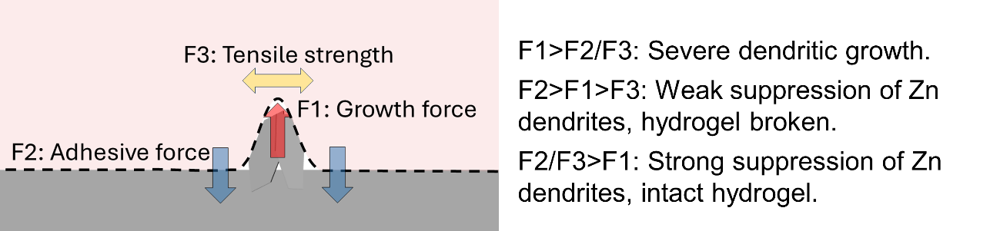 F3: Tensile strength
F1: Growth force
F2: Adhesive force
F1>F2/F3: Severe dendritic growth.
F2>F1>F3: Weak suppression of Zn
dendrites, hydrogel broken.
F2/F3>F1: Strong suppression of Zn
dendrites, intact hydrogel.